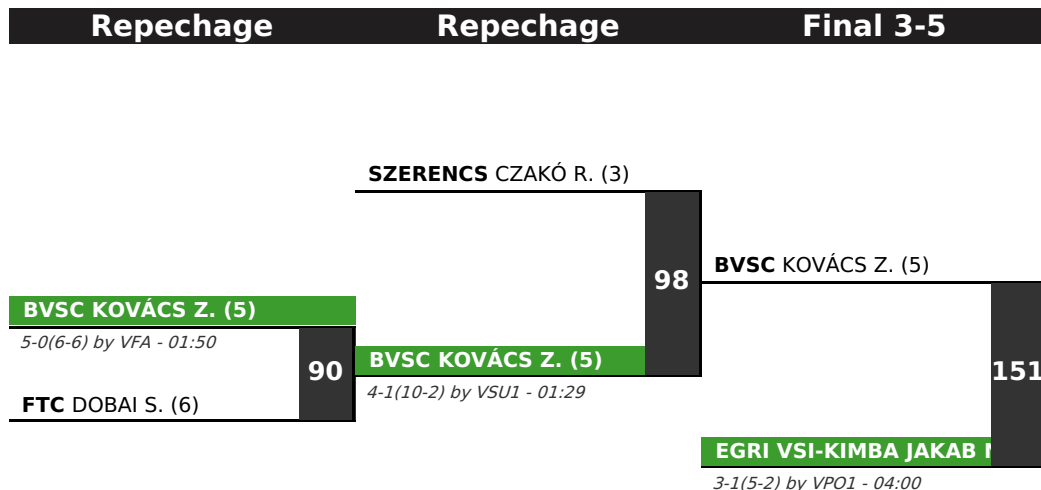 Repechage Repechage Final 3-5
SZERENCS CZAKÓ R. (3)
98
BVSC KOVÁCS Z. (5)
BVSC KOVÁCS Z. (5)
5-0(6-6) by VFA - 01:50
90
FTC DOBAI S. (6)
BVSC KOVÁCS Z. (5)
4-1(10-2) by VSU1 - 01:29
151
EGRI VSI-KIMBA JAKAB
3-1(5-2) by VPO1 - 04:00